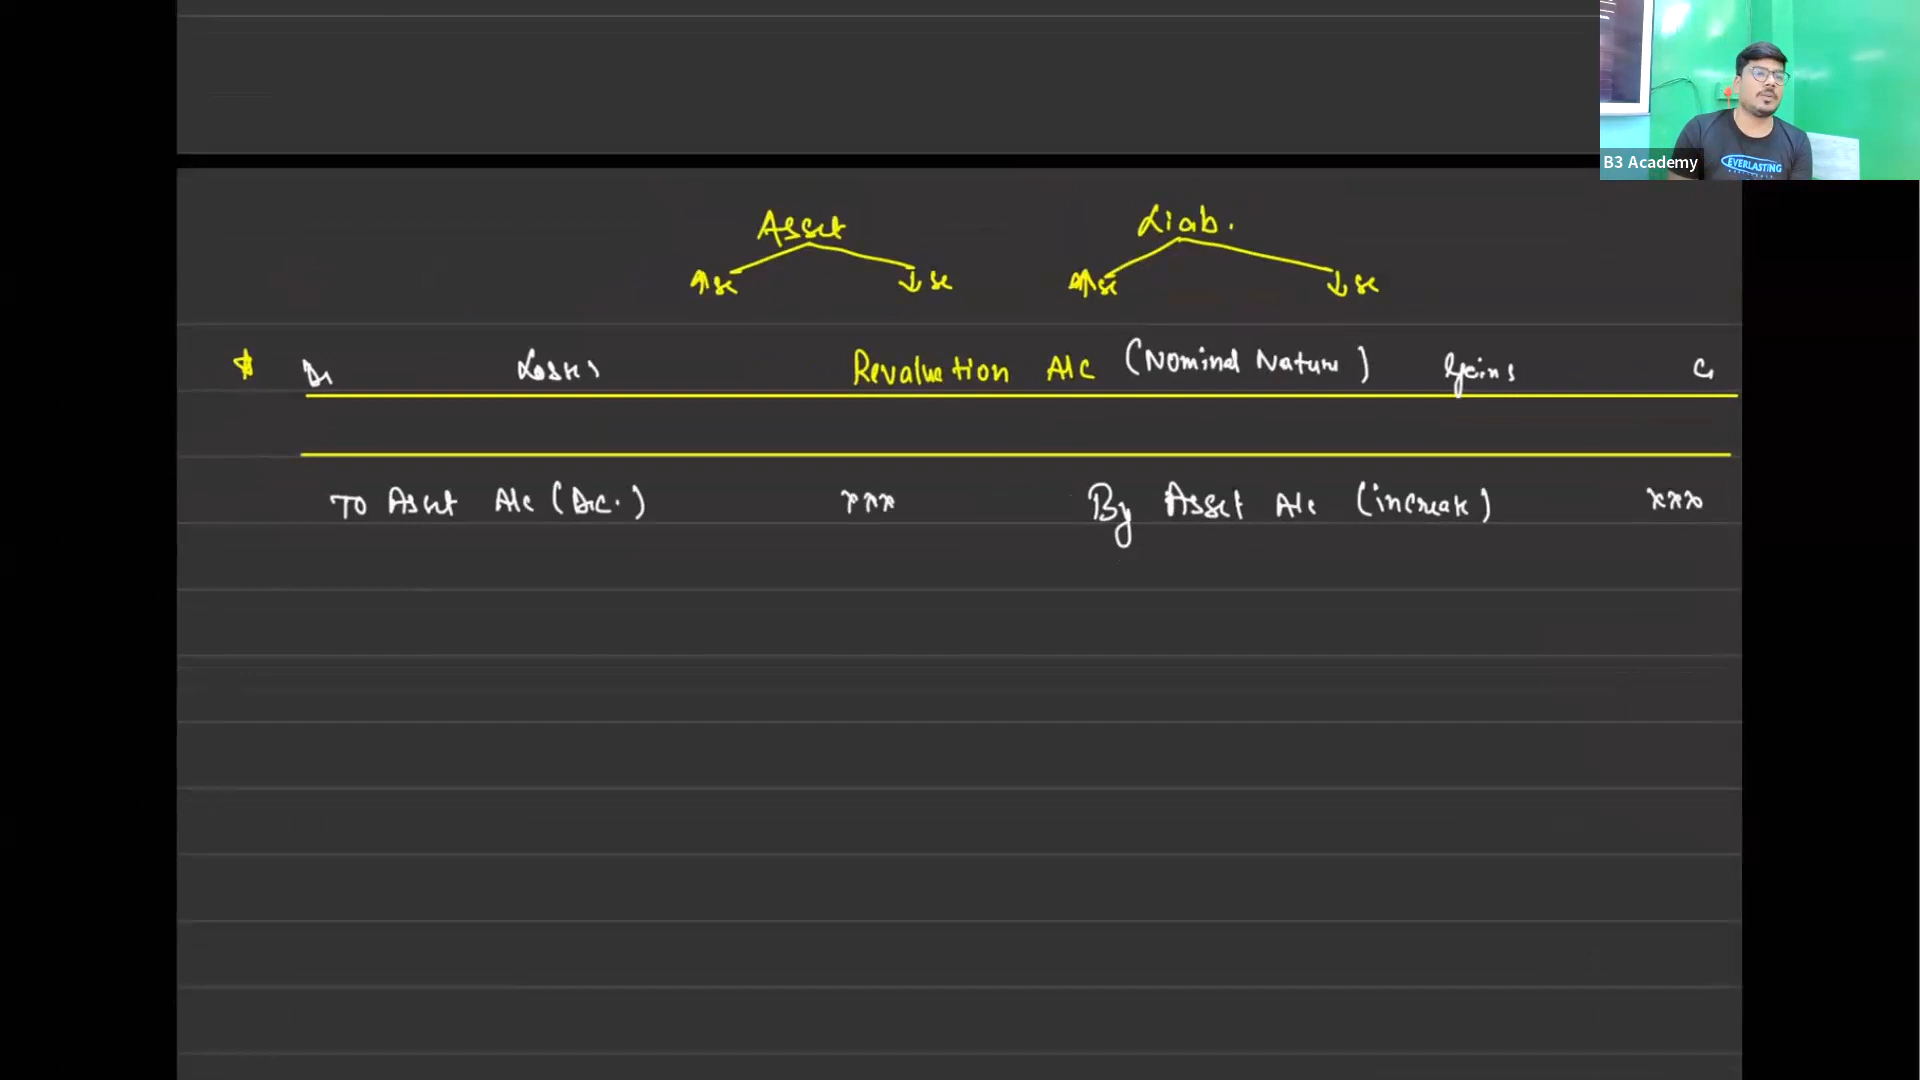 B3 Academy
EVERLASTING
Asset Liab.
↑se ↓se ↑se ↓se
Dr Losses Revaluation A/c (Nominal Nature) Gains Cr
To Asset A/c (Dec.) xxx By Asset A/c (increase) xxx